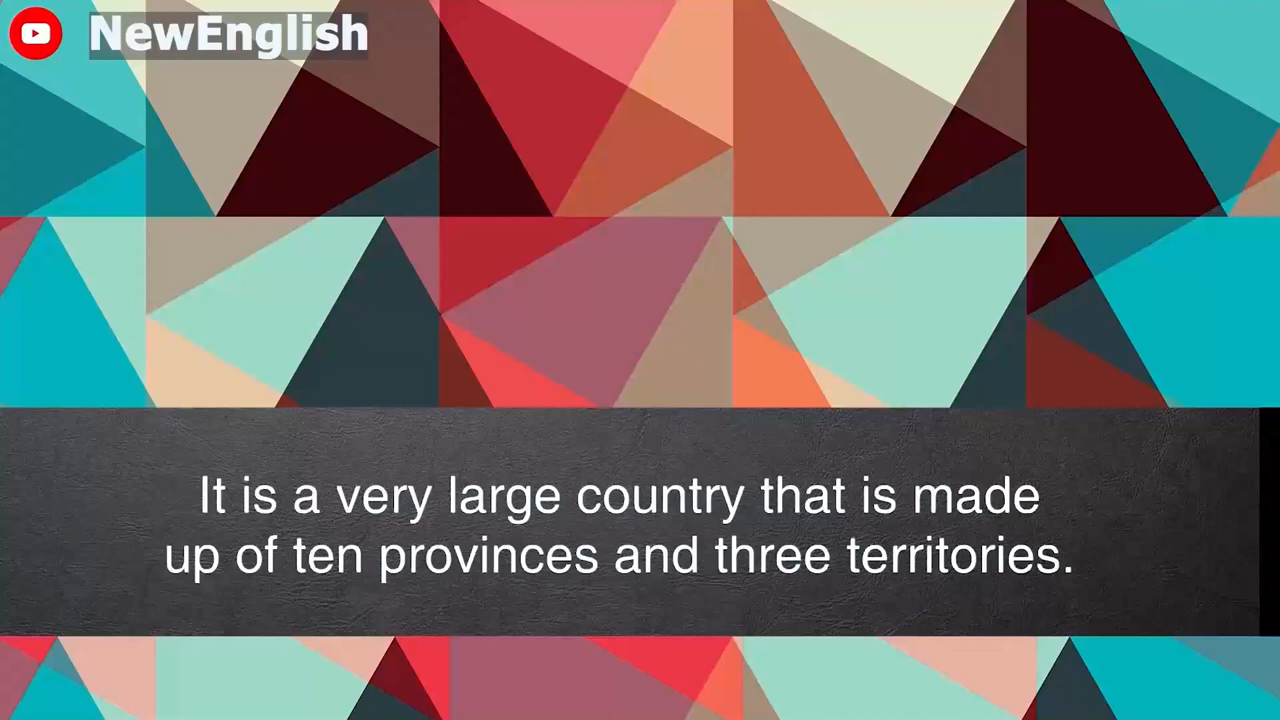 NewEnglish
It is a very large country that is made
up of ten provinces and three territories.